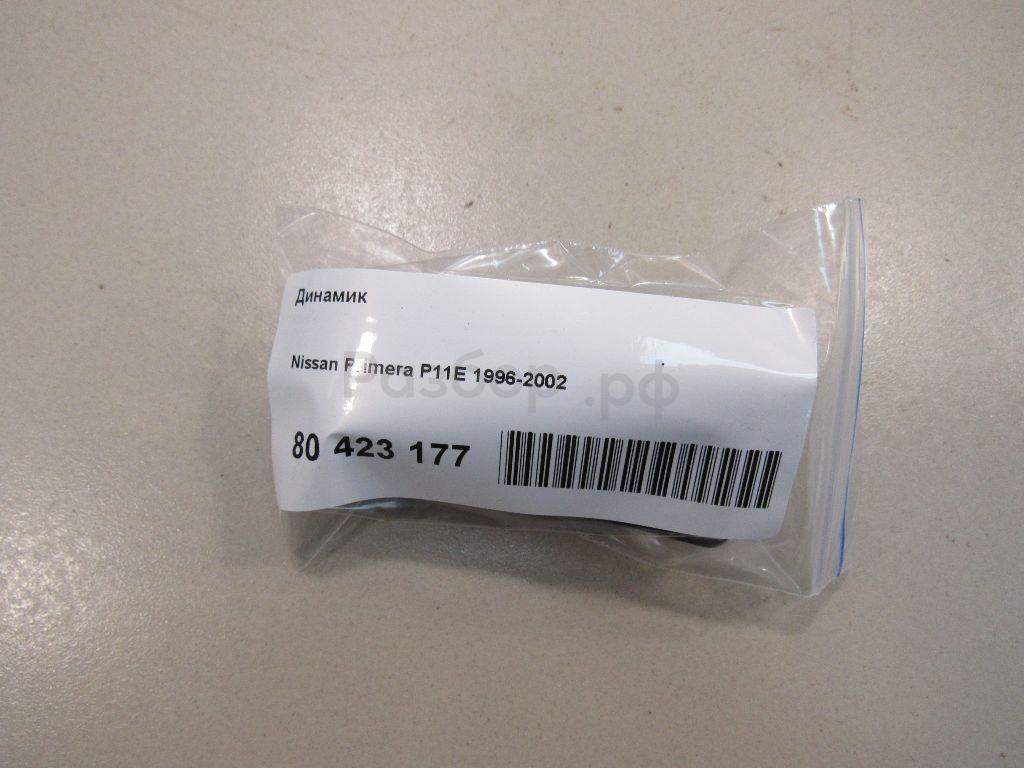 Динамик
Nissan Primera P11E 1996-2002
Разбор.рф
80 423 177